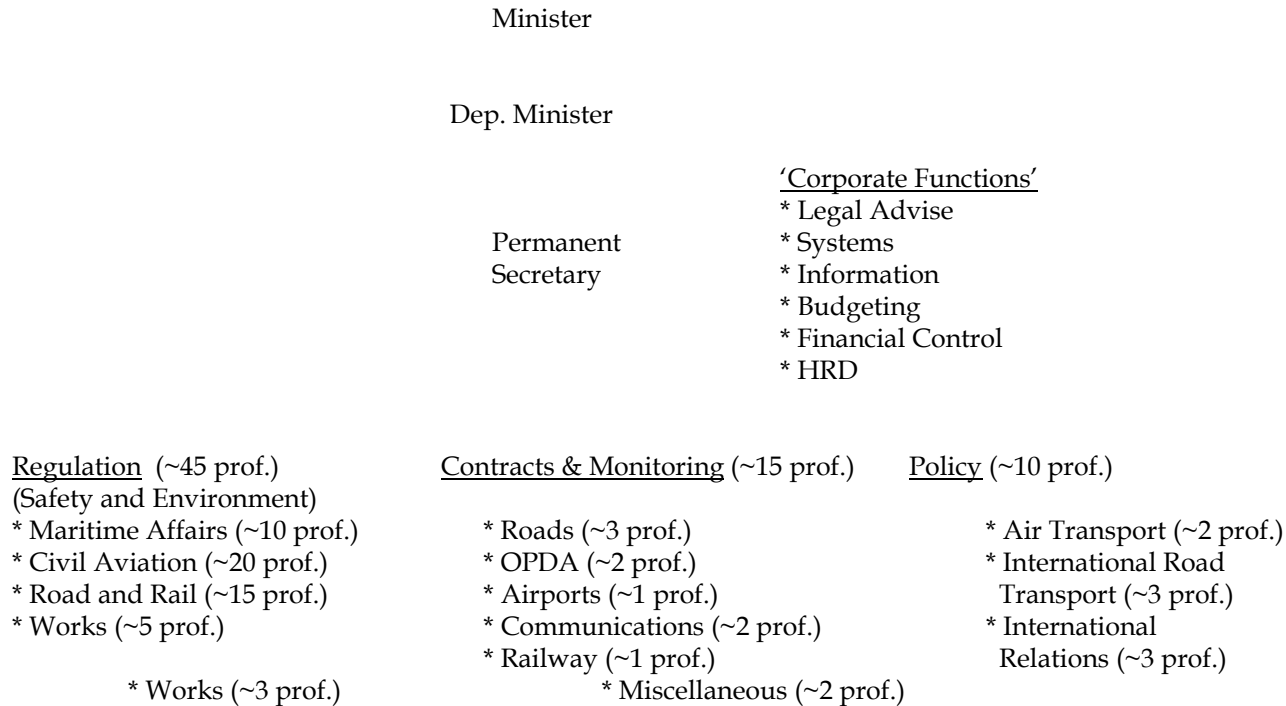 Minister
Dep. Minister
‘Corporate Functions’
* Legal Advise
Permanent
Secretary
* Systems
* Information
* Budgeting
* Financial Control
* HRD
Regulation (~45 prof.)
(Safety and Environment)
* Maritime Affairs (~10 prof.)
* Civil Aviation (~20 prof.)
* Road and Rail (~15 prof.)
* Works (~5 prof.)
Contracts & Monitoring (~15 prof.)
* Roads (~3 prof.)
* OPDA (~2 prof.)
* Airports (~1 prof.)
* Communications (~2 prof.)
* Railway (~1 prof.)
Policy (~10 prof.)
* Air Transport (~2 prof.)
* International Road
Transport (~3 prof.)
* International
Relations (~3 prof.)
* Works (~3 prof.)
* Miscellaneous (~2 prof.)